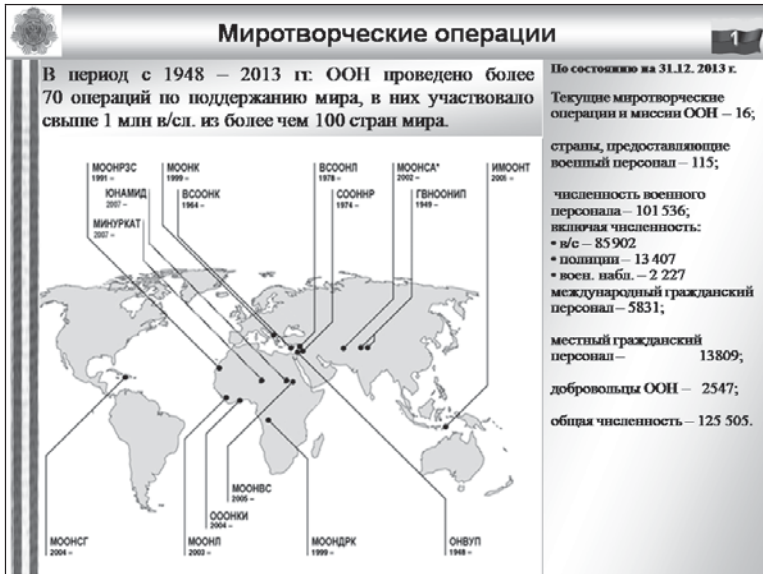 Миротворческие операции
1
В период с 1948 – 2013 гг. ООН проведено более
70 операций по поддержанию мира, в них участвовало
свыше 1 млн в/сл. из более чем 100 стран мира.
МООНРЗС
1991 –
МООНК
1999 –
ВСООНЛ
1978 –
МООНСА*
2002 –
ИМООНТ
2005 –
ЮНАМИД
2007 –
ВСООНК
1964 –
СООННР
1974 –
ГВНООНИП
1949 –
МИНУРКАТ
2007 –
МООНВС
2005 –
ОООНКИ
2004 –
МООНСГ
2004 –
МООНЛ
2003 –
МООНДРК
1999 –
ОНВУП
1948 –
По состоянию на 31.12. 2013 г.
Текущие миротворческие
операции и миссии ООН – 16;
страны, предоставляющие
военный персонал – 115;
численность военного
персонала – 101 536;
включая численность:
• в/с – 85 902
• полиции – 13 407
• воен. набл. – 2 227
международный гражданский
персонал – 5831;
местный гражданский
персонал – 13809;
добровольцы ООН – 2547;
общая численность – 125 505.